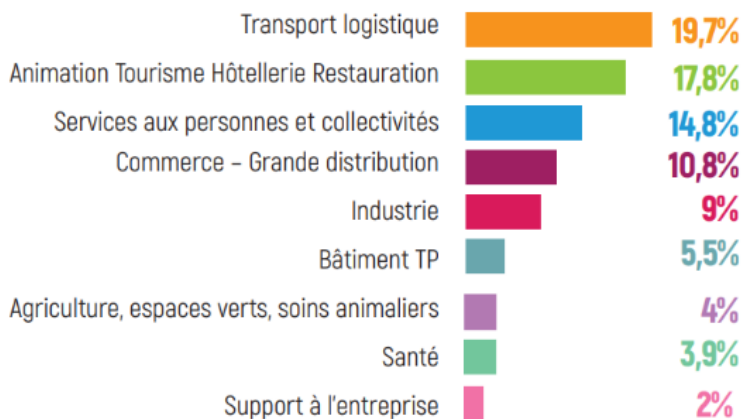 Transport logistique 19,7%
Animation Tourisme Hôtellerie Restauration 17,8%
Services aux personnes et collectivités 14,8%
Commerce – Grande distribution 10,8%
Industrie 9%
Bâtiment TP 5,5%
Agriculture, espaces verts, soins animaliers 4%
Santé 3,9%
Support à l'entreprise 2%